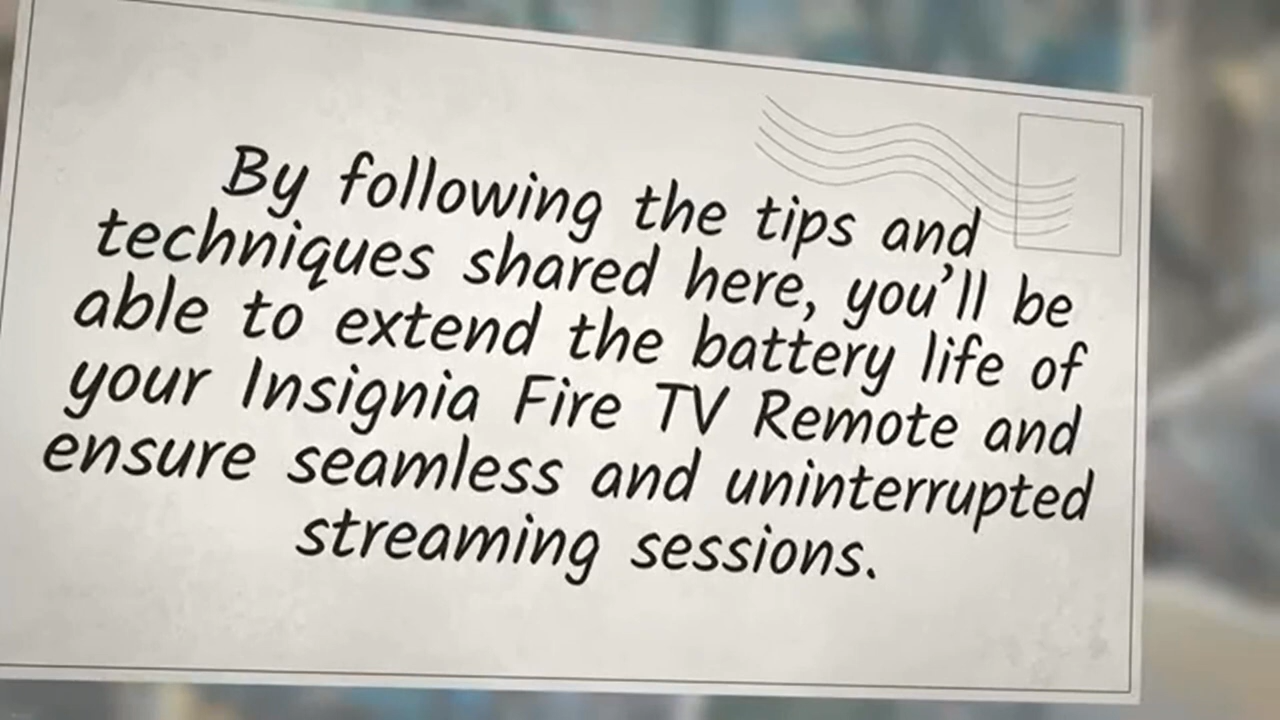 By following the tips and
techniques shared here, you'll be
able to extend the battery life of
your Insignia Fire TV Remote and
ensure seamless and uninterrupted
streaming sessions.